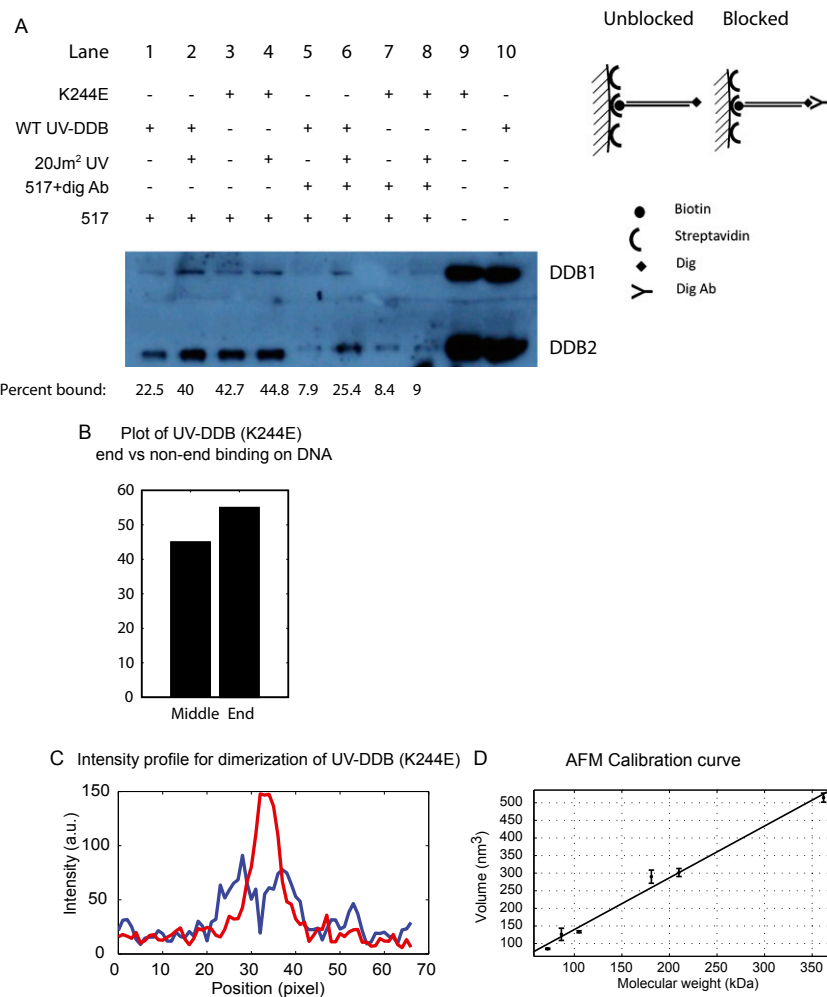 A
Unblocked Blocked
Lane 1 2 3 4 5 6 7 8 9 10
K244E - - + + - - + + + -
WT UV-DDB + + - - + + - - - +
20Jm² UV - + - + - + - + - -
517+dig Ab - - - - + + + + - -
517 + + + + + + + + - -
Biotin
Streptavidin
Dig
Dig Ab
DDB1
DDB2
Percent bound: 22.5 40 42.7 44.8 7.9 25.4 8.4 9
B
Plot of UV-DDB (K244E)
end vs non-end binding on DNA
60
50
40
30
20
10
0
Middle End
C Intensity profile for dimerization of UV-DDB (K244E)
150
100
50
0
Intensity (a.u.)
0 10 20 30 40 50 60 70
Position (pixel)
D AFM Calibration curve
500
450
400
350
300
250
200
150
100
Volume (nm³)
100 150 200 250 300 350
Molecular weight (kDa)